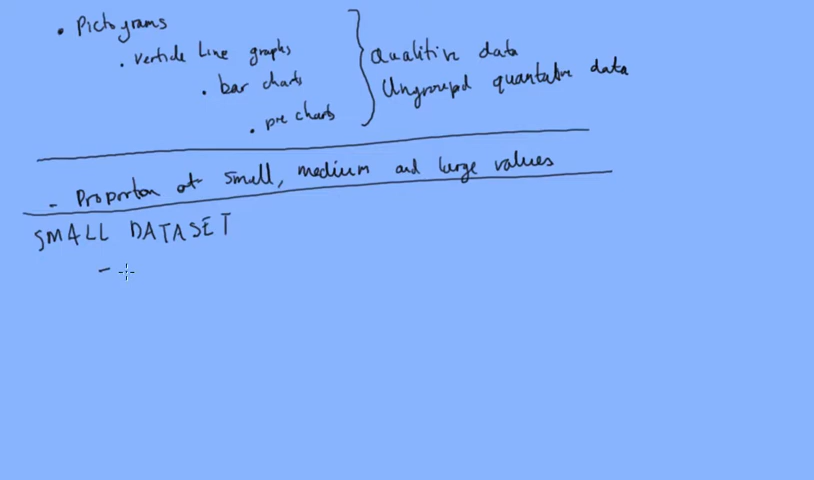 • Pictograms
• verticle line graphs
• bar charts
• pie charts
Qualitive data
Ungrouped quantative data
- Proportion of small, medium and large values
SMALL DATASET
-